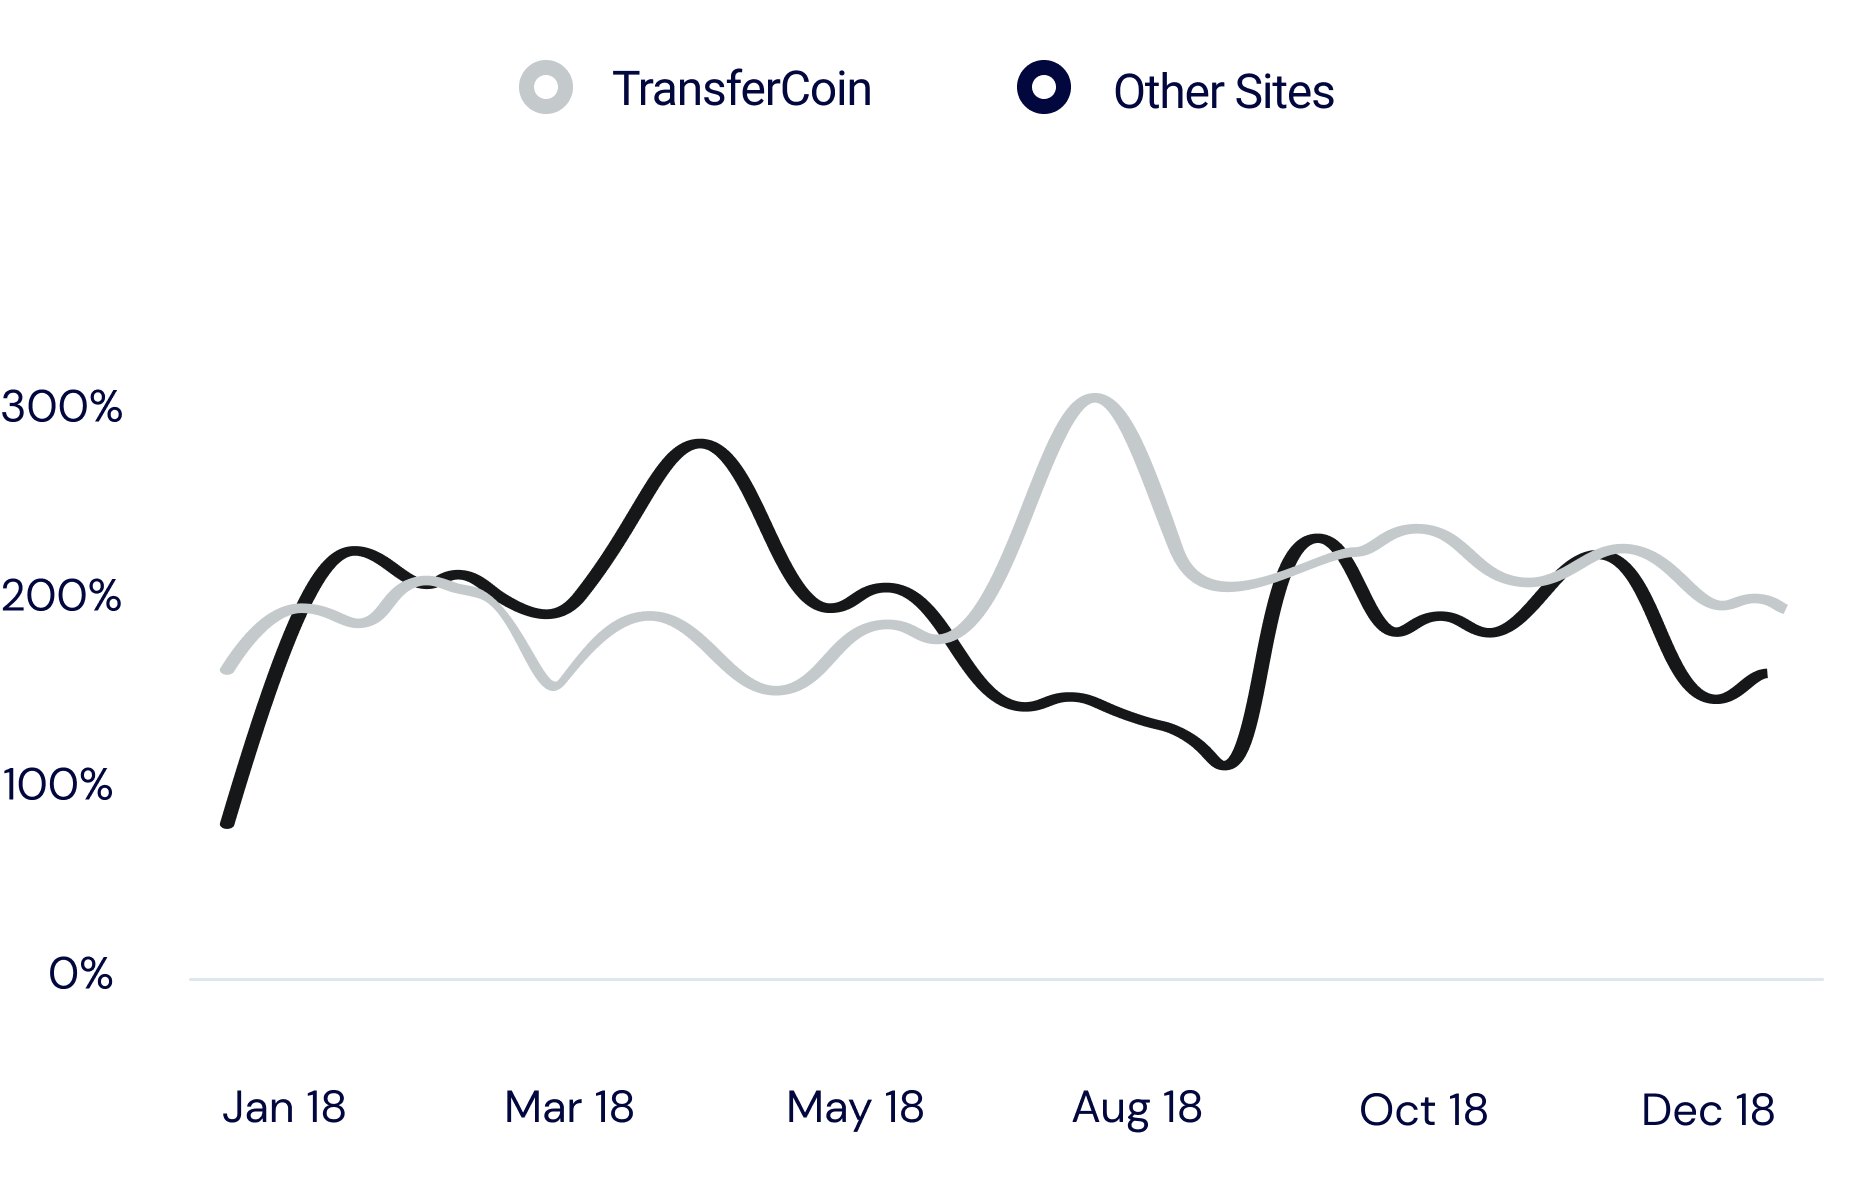 TransferCoin
Other Sites
300%
200%
100%
0%
Jan 18
Mar 18
May 18
Aug 18
Oct 18
Dec 18